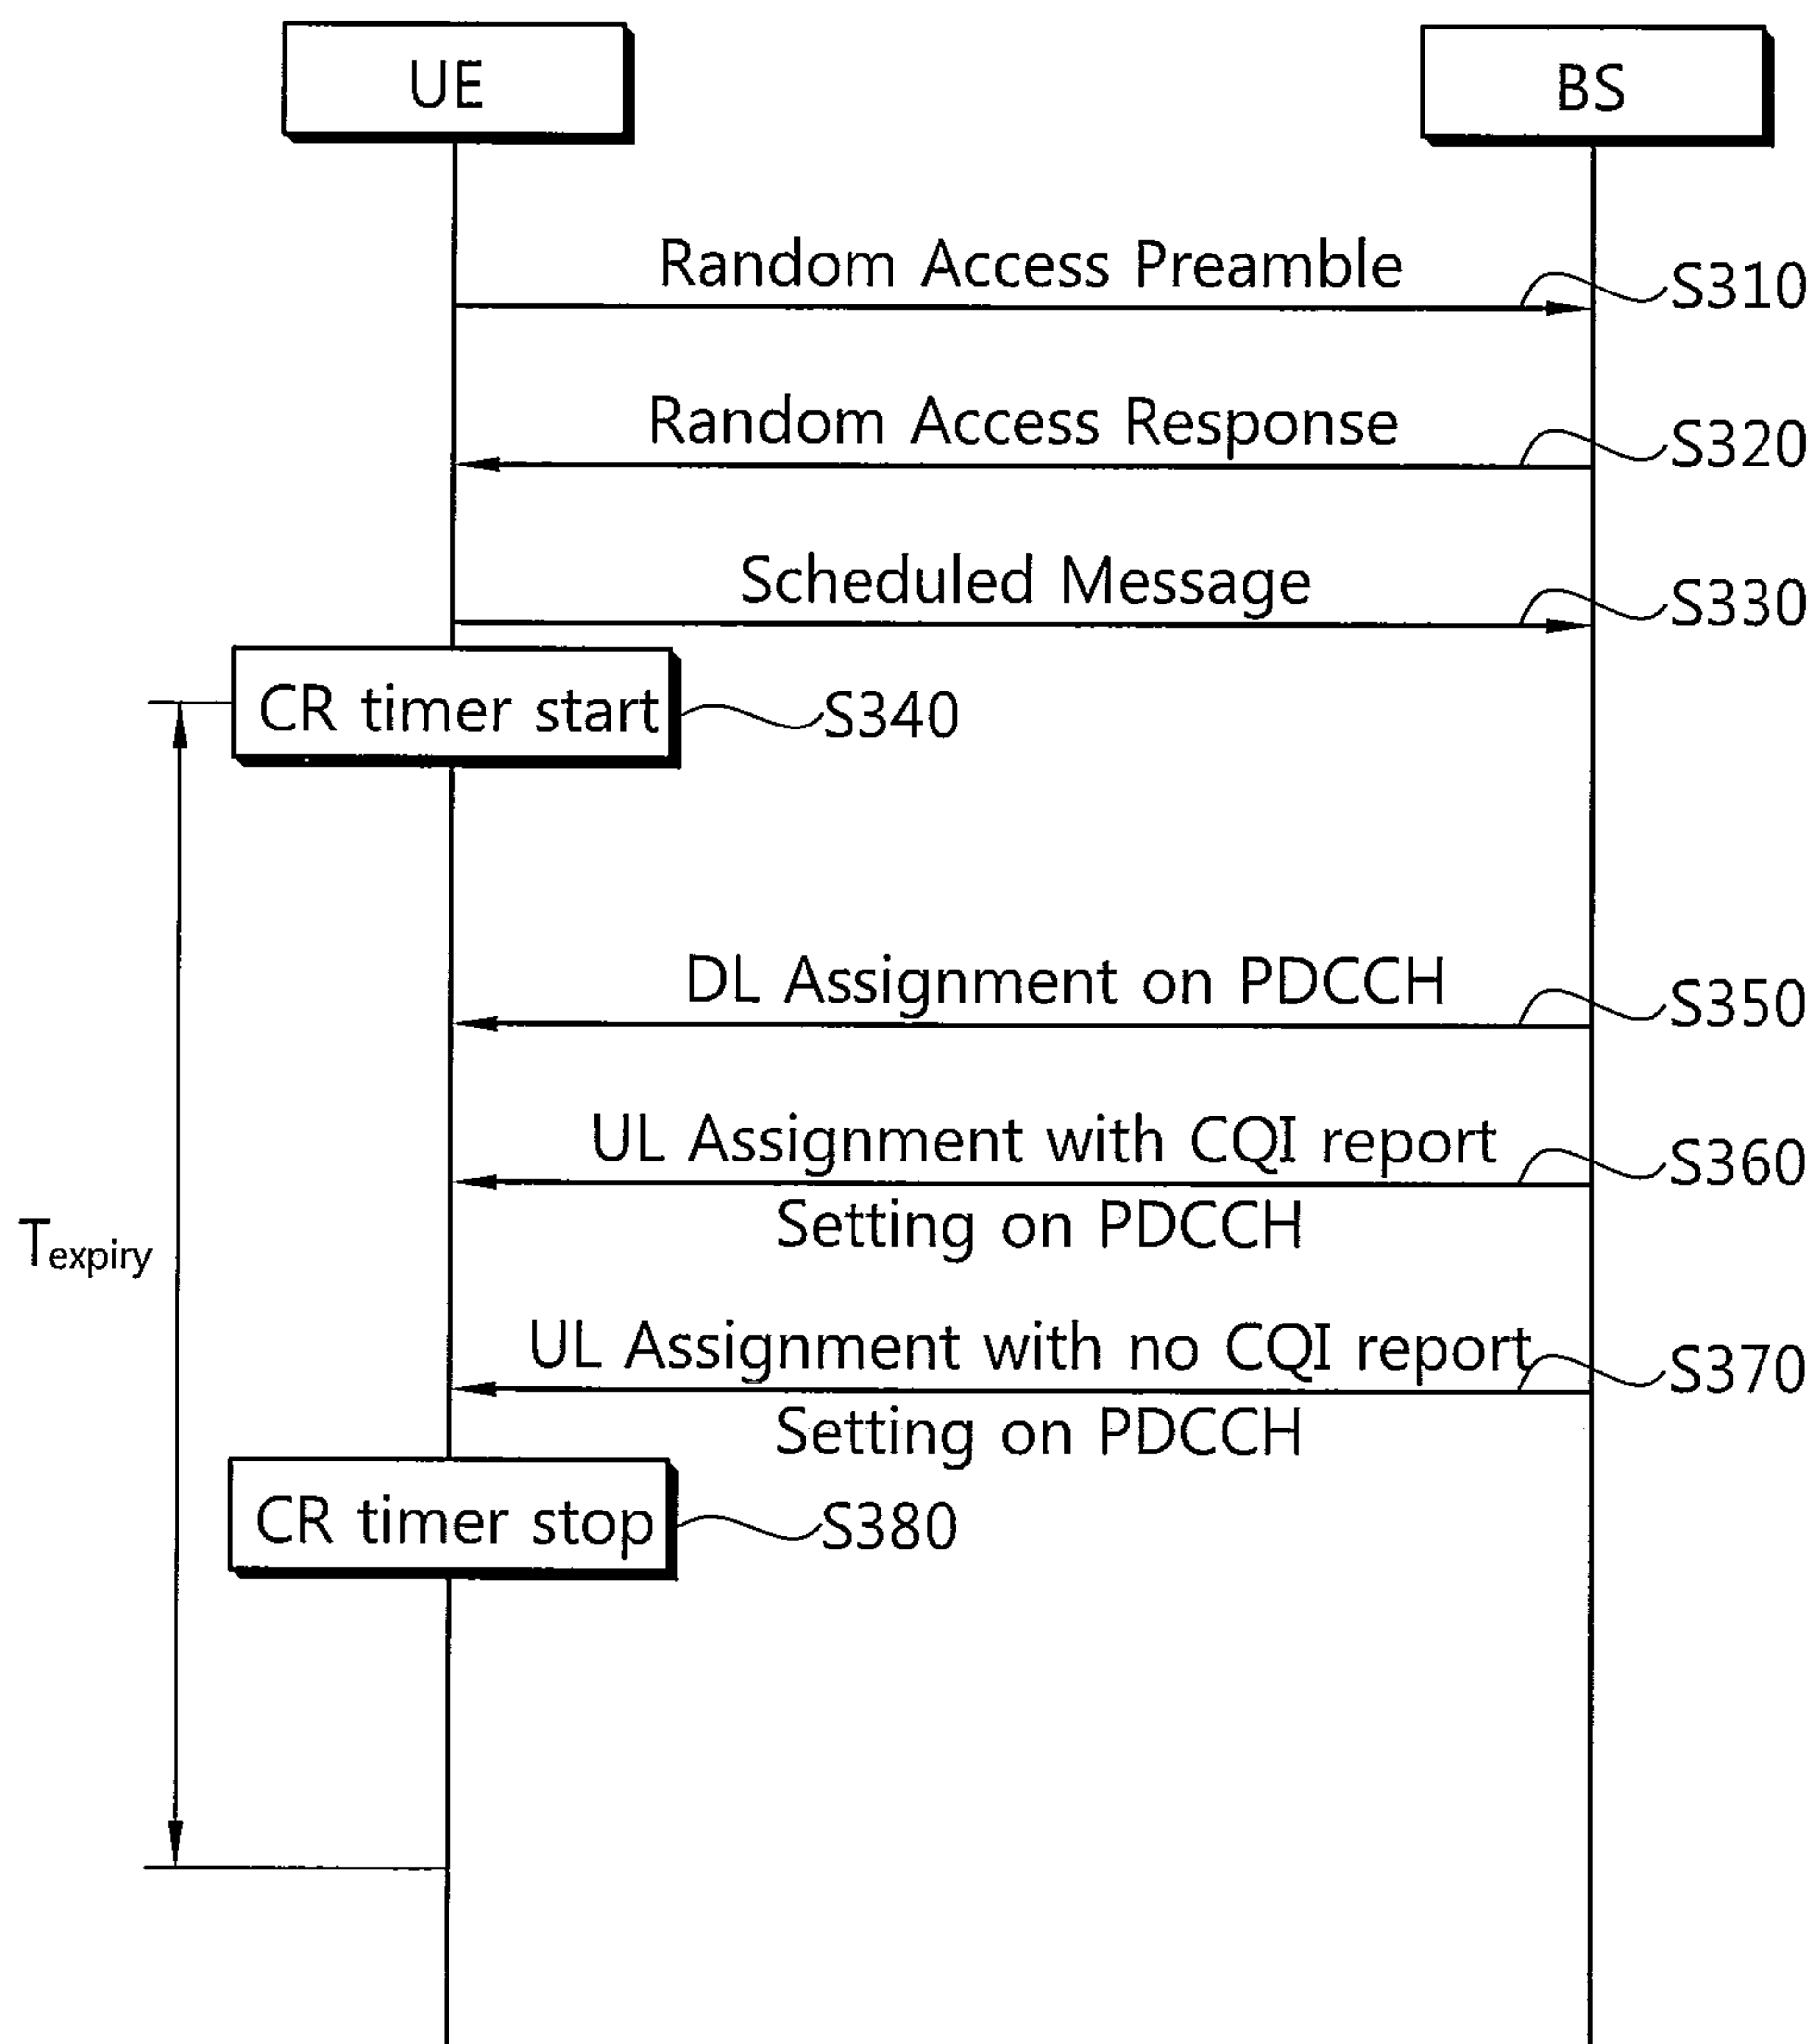 UE
BS
Random Access Preamble
S310
Random Access Response
S320
Scheduled Message
S330
CR timer start
S340
DL Assignment on PDCCH
S350
UL Assignment with CQI report
S360
Setting on PDCCH
Texpiry
UL Assignment with no CQI report
S370
Setting on PDCCH
CR timer stop
S380